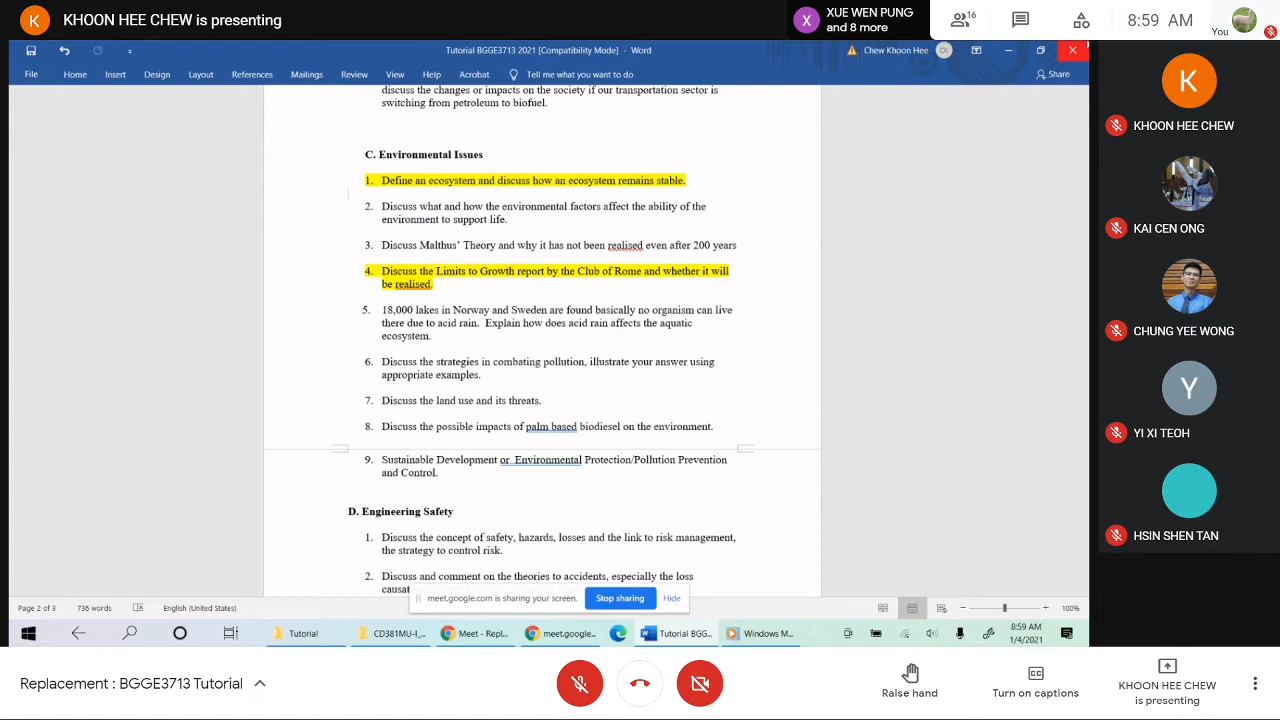 K KHOON HEE CHEW is presenting
X XUE WEN PUNG
and 8 more
16
8:59 AM
You
Tutorial BGGE3713 2021 [Compatibility Mode] - Word
Chew Khoon Hee CK
File Home Insert Design Layout References Mailings Review View Help Acrobat Tell me what you want to do Share
discuss the changes or impacts on the society if our transportation sector is
switching from petroleum to biofuel.
C. Environmental Issues
1. Define an ecosystem and discuss how an ecosystem remains stable.
2. Discuss what and how the environmental factors affect the ability of the
environment to support life.
3. Discuss Malthus' Theory and why it has not been realised even after 200 years
4. Discuss the Limits to Growth report by the Club of Rome and whether it will
be realised.
5. 18,000 lakes in Norway and Sweden are found basically no organism can live
there due to acid rain. Explain how does acid rain affects the aquatic
ecosystem.
6. Discuss the strategies in combating pollution, illustrate your answer using
appropriate examples.
7. Discuss the land use and its threats.
8. Discuss the possible impacts of palm based biodiesel on the environment.
9. Sustainable Development or Environmental Protection/Pollution Prevention
and Control.
D. Engineering Safety
1. Discuss the concept of safety, hazards, losses and the link to risk management,
the strategy to control risk.
2. Discuss and comment on the theories to accidents, especially the loss
meet.google.com is sharing your screen. Stop sharing Hide
Page 2 of 3 736 words English (United States) 100%
Tutorial CD381MU-I_... Meet - Repl... meet.google... Tutorial BGG... Windows M...
8:59 AM
1/4/2021
K
KHOON HEE CHEW
KAI CEN ONG
CHUNG YEE WONG
Y
YI XI TEOH
HSIN SHEN TAN
Replacement : BGGE3713 Tutorial
Raise hand
CC
Turn on captions
KHOON HEE CHEW
is presenting